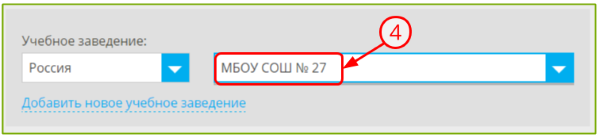 4
Учебное заведение:
Россия МБОУ СОШ № 27
Добавить новое учебное заведение